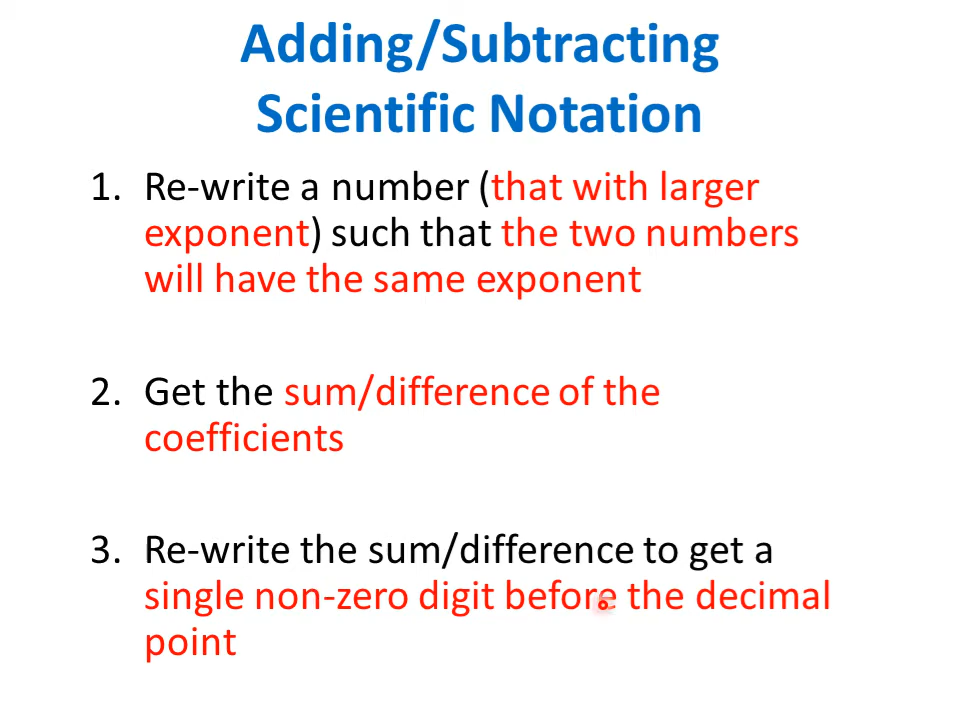 Adding/Subtracting
Scientific Notation
1. Re-write a number (that with larger
exponent) such that the two numbers
will have the same exponent
2. Get the sum/difference of the
coefficients
3. Re-write the sum/difference to get a
single non-zero digit before the decimal
point